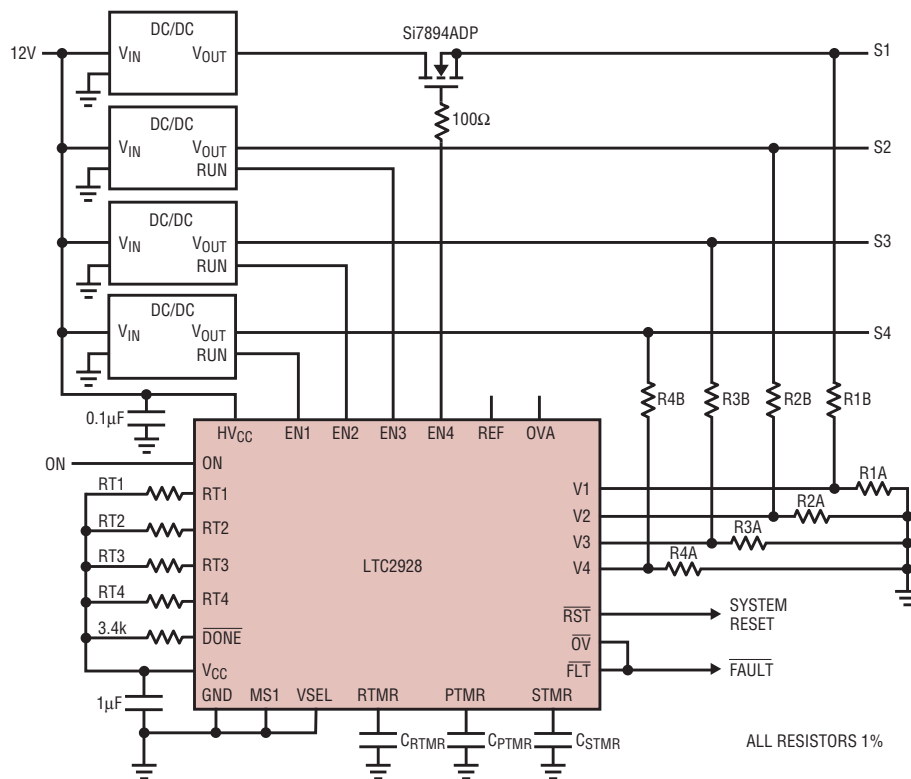 DC/DC
Si7894ADP
12V
VIN
VOUT
S1
100Ω
DC/DC
VIN
VOUT
RUN
S2
DC/DC
VIN
VOUT
RUN
S3
DC/DC
VIN
VOUT
RUN
S4
R4B
R3B
R2B
R1B
0.1μF
HVCC
EN1
EN2
EN3
EN4
REF
OVA
ON
ON
RT1
RT1
RT2
RT2
RT3
RT3
RT4
RT4
3.4k
DONE
VCC
1μF
LTC2928
V1
R1A
V2
R2A
V3
R3A
V4
R4A
RST
SYSTEM
RESET
OV
FLT
FAULT
GND
MS1
VSEL
RTMR
PTMR
STMR
CRTMR
CPTMR
CSTMR
ALL RESISTORS 1%